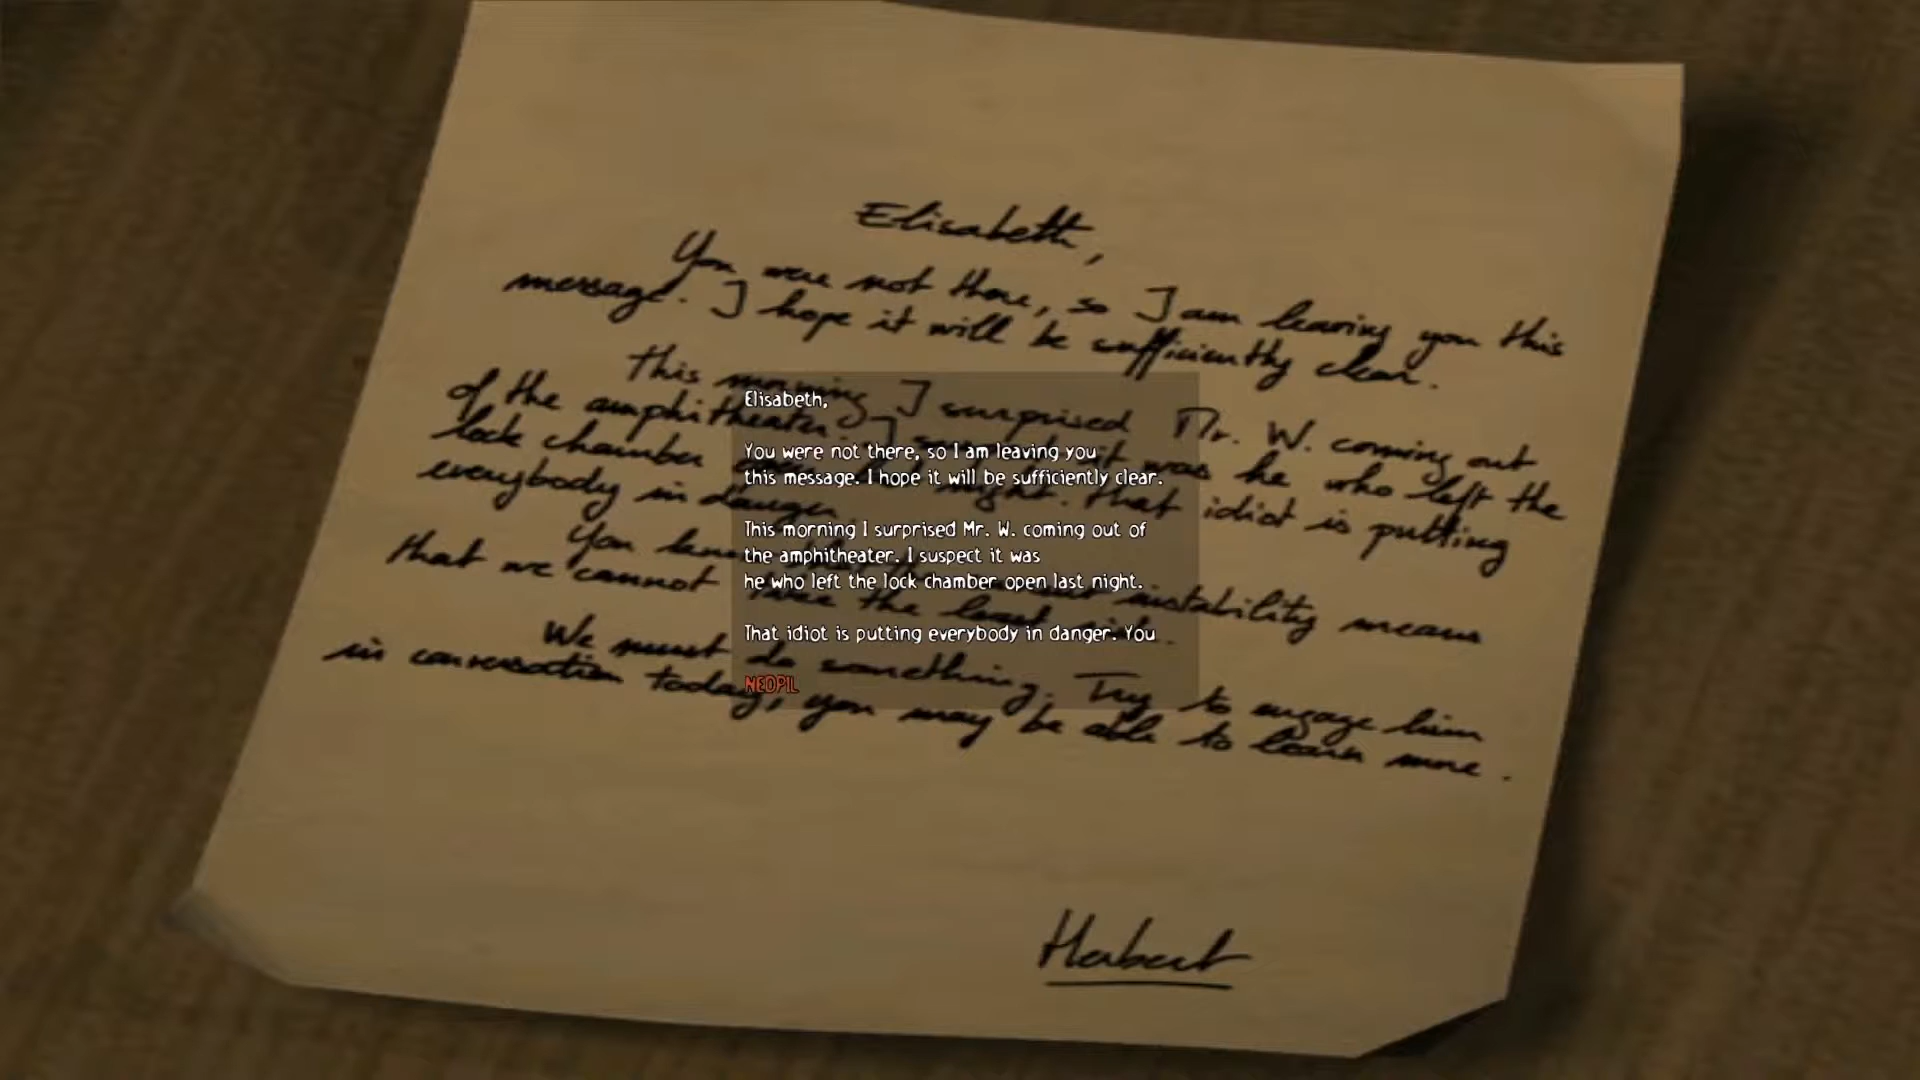 Elisabeth,
You were not there, so I am leaving you this
message. I hope it will be sufficiently clear.
This morning I surprised Mr. W. coming out
of the amphitheater. I it was he who left the
lock chamber night. That idiot is putting
everybody in danger.
You instability means
that we cannot the least
We must do something. Try to engage him
in conversation today, you may be able to learn more.
Herbert
Elisabeth,
You were not there, so I am leaving you
this message. I hope it will be sufficiently clear.
This morning I surprised Mr. W. coming out of
the amphitheater. I suspect it was
he who left the lock chamber open last night.
That idiot is putting everybody in danger. You
NEOPIL